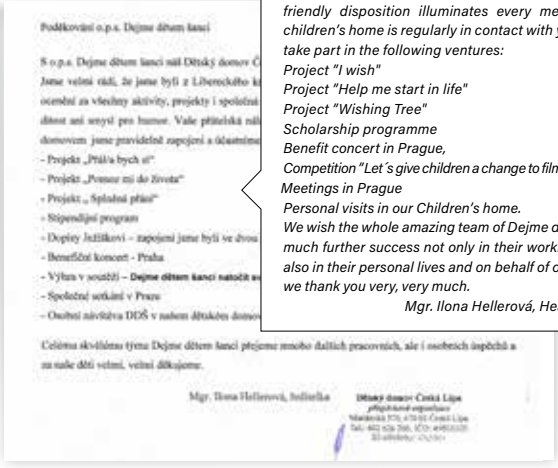 Poděkování o.p.s. Dejme dětem šanci
S o.p.s. Dejme dětem šanci náš Dětský domov Č
Jsme velmi rádi, že jsme byli z Libereckého k
ocenění za všechny aktivity, projekty i společná
ditost ani smysl pro humor. Vaše přátelská nál
domovem jsme pravidelně zapojeni a účastníme
- Projekt „Přál/a bych si“
- Projekt „Pomoz mi do života“
- Projekt „ Splněná přání“
- Stipendijní program
- Dopisy Ježíškovi – zapojeni jsme byli ve dvou
- Benefiční koncert - Praha
- Výhra v soutěži – Dejme dětem šanci natočit
- Společné setkání v Praze
- Osobní návštěva DDŠ v našem dětském domov
Celému skvělému týmu Dejme dětem šanci přejeme mnoho dalších pracovních, ale i osobních úspěchů a
za naše děti velmi, velmi děkujeme.
Mgr. Ilona Hellerová, ředitelka
Dětský domov Česká Lípa
příspěvková organizace
friendly disposition illuminates every me
children's home is regularly in contact with y
take part in the following ventures:
Project "I wish"
Project "Help me start in life"
Project "Wishing Tree"
Scholarship programme
Benefit concert in Prague,
Competition "Let´s give children a change to film
Meetings in Prague
Personal visits in our Children's home.
We wish the whole amazing team of Dejme d
much further success not only in their work
also in their personal lives and on behalf of o
we thank you very, very much.
Mgr. Ilona Hellerová, He